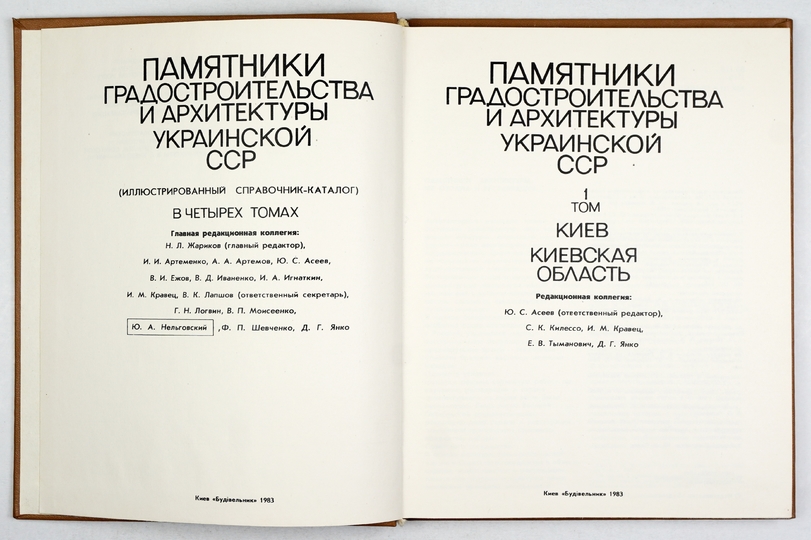 ПАМЯТНИКИ
ГРАДОСТРОИТЕЛЬСТВА
И АРХИТЕКТУРЫ
УКРАИНСКОЙ
ССР
(ИЛЛЮСТРИРОВАННЫЙ СПРАВОЧНИК-КАТАЛОГ)
В ЧЕТЫРЕХ ТОМАХ
Главная редакционная коллегия:
Н. Л. Жариков (главный редактор),
И. И. Артеменко, А. А. Артемов, Ю. С. Асеев,
В. И. Ежов, В. Д. Иваненко, И. А. Игнаткин,
И. М. Кравец, В. К. Лапшов (ответственный секретарь),
Г. Н. Логвин, В. П. Моисеенко,
Ю. А. Нельговский , Ф. П. Шевченко, Д. Г. Янко
Киев «Будівельник» 1983
ПАМЯТНИКИ
ГРАДОСТРОИТЕЛЬСТВА
И АРХИТЕКТУРЫ
УКРАИНСКОЙ
ССР
1
ТОМ
КИЕВ
КИЕВСКАЯ
ОБЛАСТЬ
Редакционная коллегия:
Ю. С. Асеев (ответственный редактор),
С. К. Килессо, И. М. Кравец,
Е. В. Тыманович, Д. Г. Янко
Киев «Будівельник» 1983